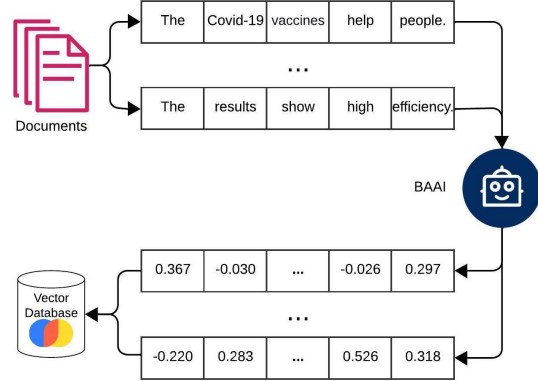 The Covid-19 vaccines help people.
...
Documents
The results show high efficiency.
BAAI
0.367 -0.030 ... -0.026 0.297
Vector
Database
...
-0.220 0.283 ... 0.526 0.318